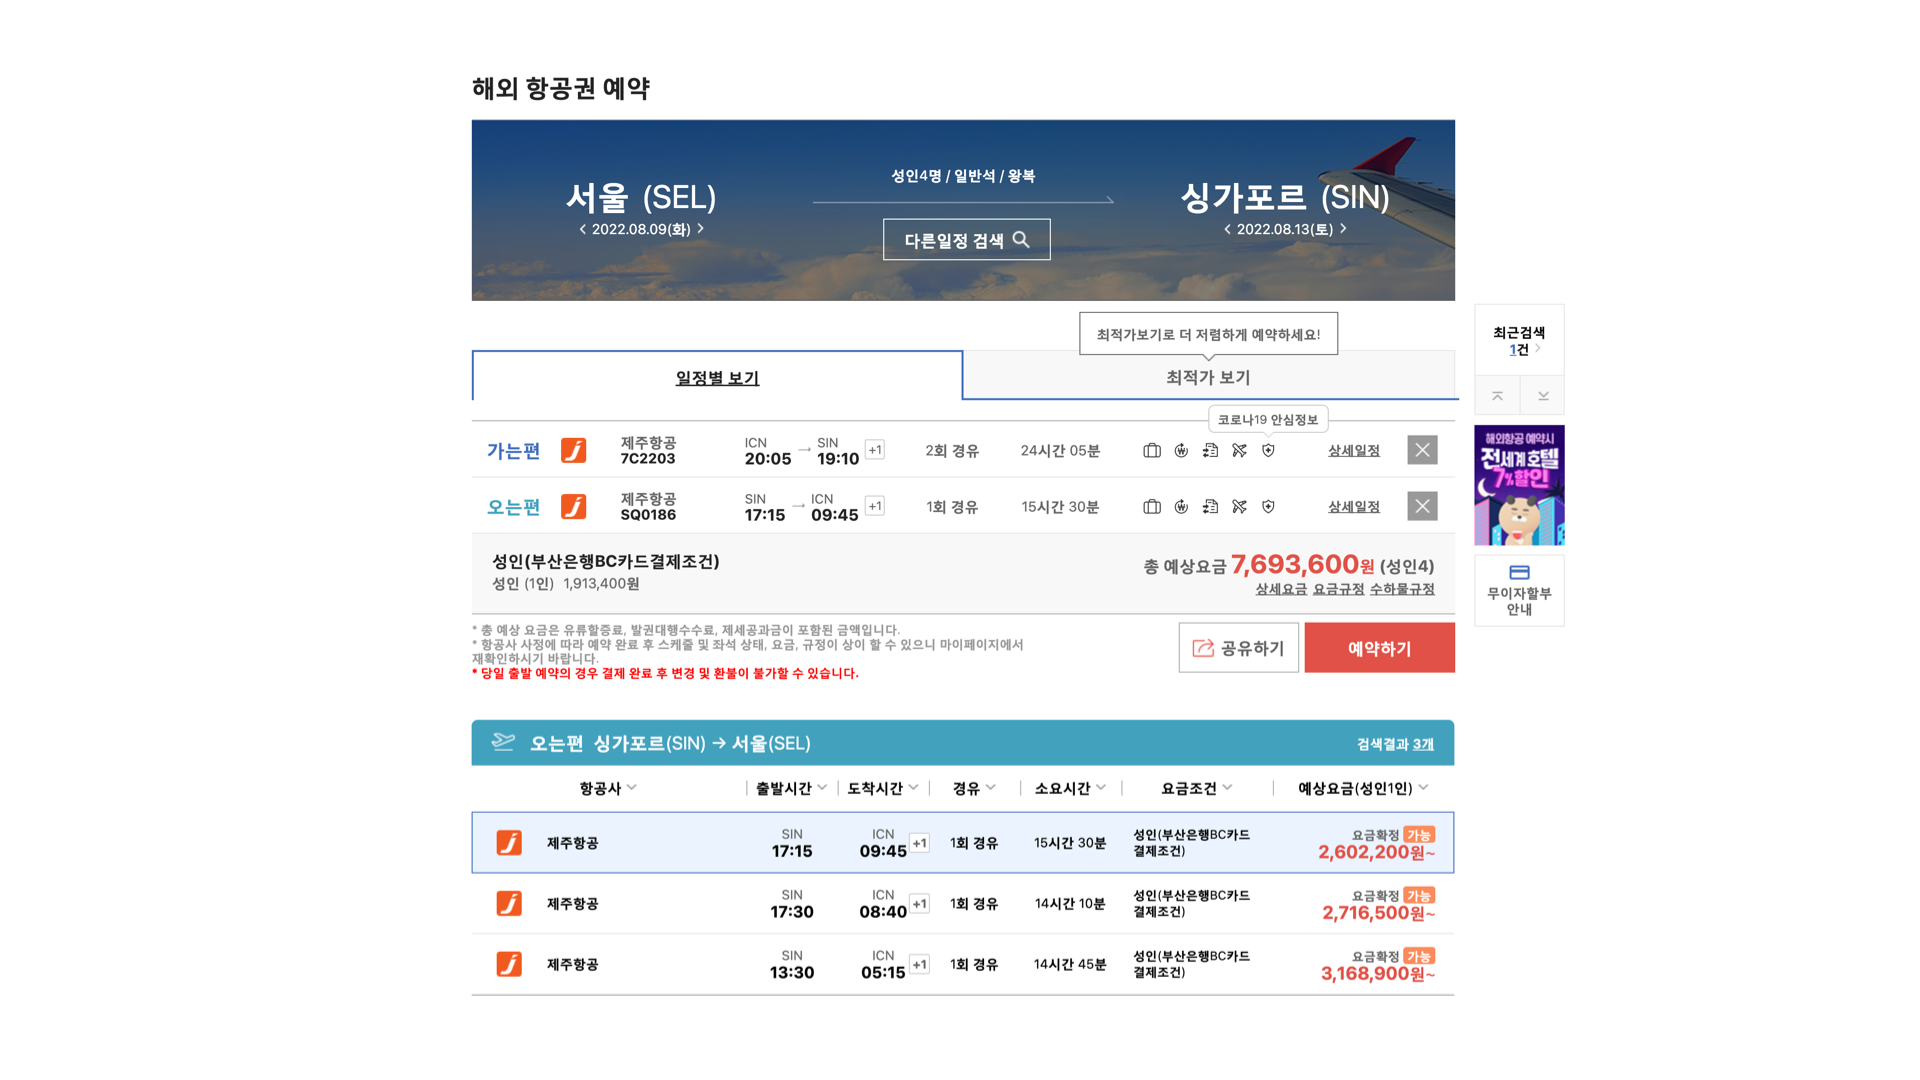 해외 항공권 예약
성인4명 / 일반석 / 왕복
서울 (SEL)
싱가포르 (SIN)
2022.08.09(화)
2022.08.13(토)
다른일정 검색
최적가보기로 더 저렴하게 예약하세요!
일정별 보기
최적가 보기
코로나19 안심정보
가는편
제주항공
7C2203
ICN
20:05
→
SIN
19:10
+1
2회 경유
24시간 05분
상세일정
오는편
제주항공
SQ0186
SIN
17:15
→
ICN
09:45
+1
1회 경유
15시간 30분
상세일정
성인(부산은행BC카드결제조건)
성인 (1인) 1,913,400원
총 예상요금 7,693,600원 (성인4)
상세요금 요금규정 수하물규정
* 총 예상 요금은 유류할증료, 발권대행수수료, 제세공과금이 포함된 금액입니다.
* 항공사 사정에 따라 예약 완료 후 스케줄 및 좌석 상태, 요금, 규정이 상이 할 수 있으니 마이페이지에서
재확인하시기 바랍니다.
* 당일 출발 예약의 경우 결제 완료 후 변경 및 환불이 불가할 수 있습니다.
공유하기
예약하기
오는편 싱가포르(SIN) → 서울(SEL)
검색결과 3개
항공사
출발시간
도착시간
경유
소요시간
요금조건
예상요금(성인1인)
제주항공
SIN
17:15
ICN
09:45
+1
1회 경유
15시간 30분
성인(부산은행BC카드
결제조건)
요금확정 가능
2,602,200원~
제주항공
SIN
17:30
ICN
08:40
+1
1회 경유
14시간 10분
성인(부산은행BC카드
결제조건)
요금확정 가능
2,716,500원~
제주항공
SIN
13:30
ICN
05:15
+1
1회 경유
14시간 45분
성인(부산은행BC카드
결제조건)
요금확정 가능
3,168,900원~
최근검색
1건
해외항공 예약시
전세계호텔
7%할인
무이자할부
안내